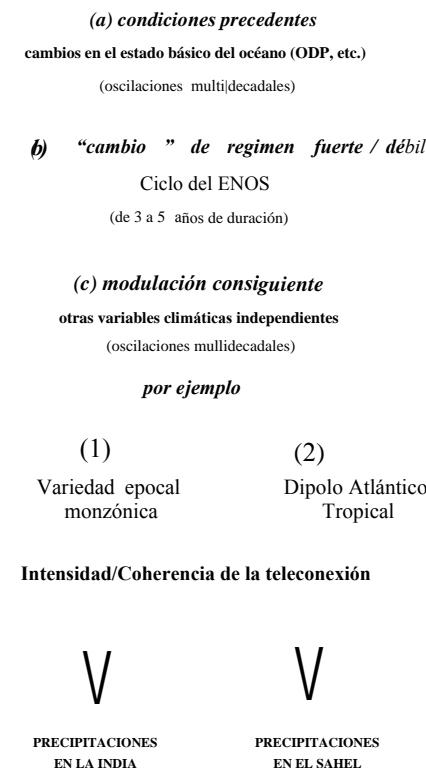 (a) condiciones precedentes
cambios en el estado básico del océano (ODP, etc.)
(oscilaciones multi|decadales)
b) “cambio ” de regimen fuerte / débil
Ciclo del ENOS
(de 3 a 5 años de duración)
(c) modulación consiguiente
otras variables climáticas independientes
(oscilaciones mullidecadales)
por ejemplo
(1) (2)
Variedad epocal Dipolo Atlántico
monzónica Tropical
Intensidad/Coherencia de la teleconexión
V V
PRECIPITACIONES PRECIPITACIONES
EN LA INDIA EN EL SAHEL